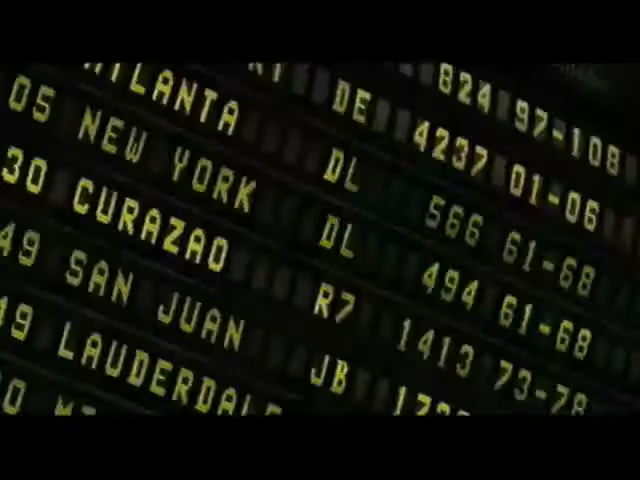 824 97-108
DE 4237 01-06
ATLANTA DL 566 61-68
05 NEW YORK DL 494 61-68
30 CURAZAO R7 1413 73-78
49 SAN JUAN JB
49 LAUDERDALE